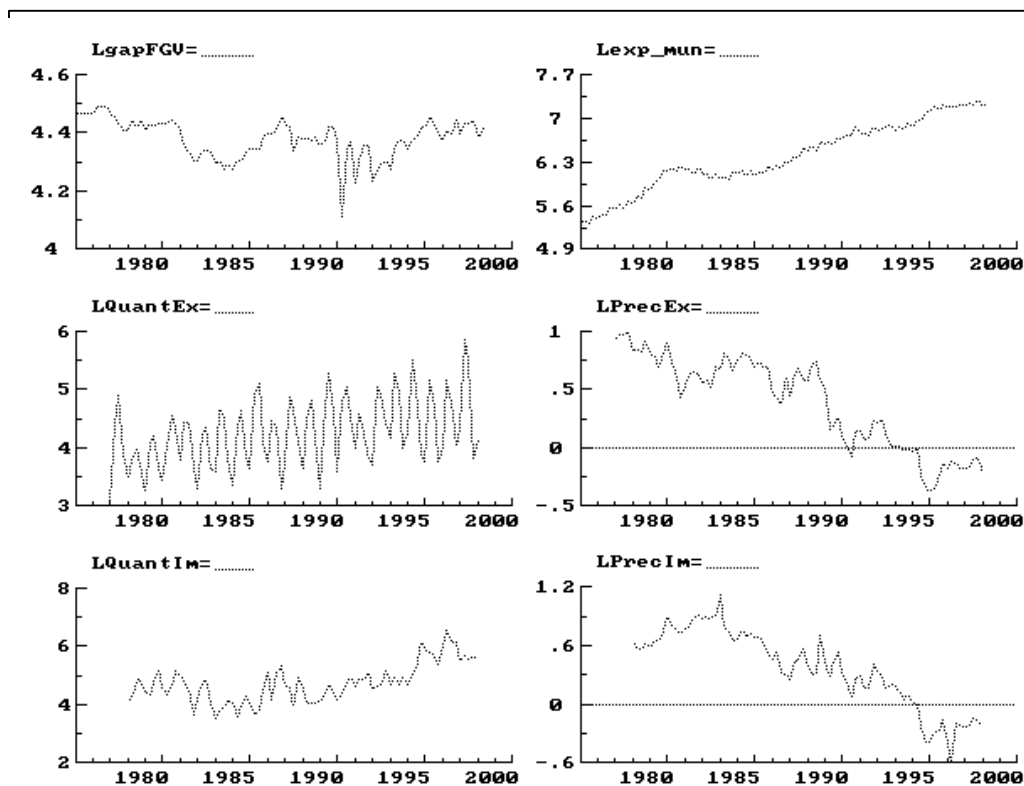 LgapFGV= Lexp_mun=
4.6 7.7
4.4 7
4.2 6.3
5.6
4 4.9
1980 1985 1990 1995 2000 1980 1985 1990 1995 2000
LQuantEx= LPrecEx=
6 1
5 .5
4 0
3 -.5
1980 1985 1990 1995 2000 1980 1985 1990 1995 2000
LQuantIm= LPrecIm=
8 1.2
6 .6
4 0
2 -.6
1980 1985 1990 1995 2000 1980 1985 1990 1995 2000